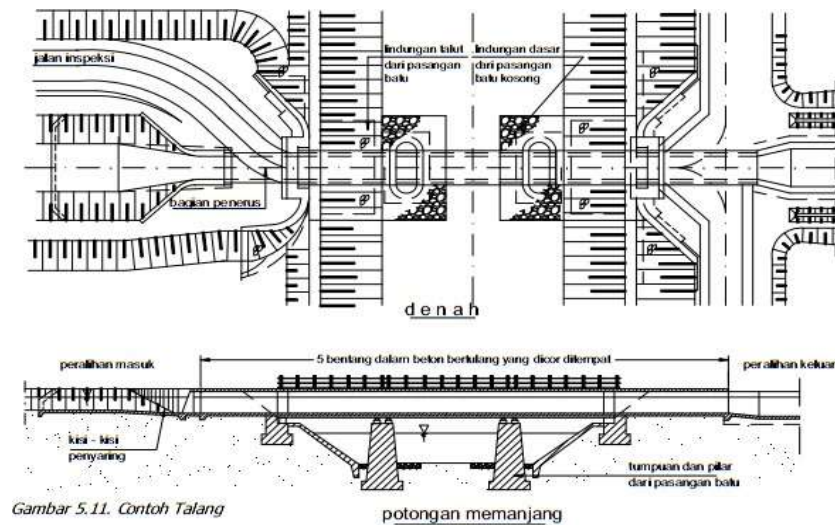 jalan inspeksi
lindungan talut
dari pasangan
batu
lindungan dasar
dari pasangan
batu kosong
bagian penerus
denah
peralihan masuk
5 bentang dalam beton bertulang yang dicor ditempat
peralihan keluar
kisi - kisi
penyaring
tumpuan dan pilar
dari pasangan batu
Gambar 5.11. Contoh Talang
potongan memanjang